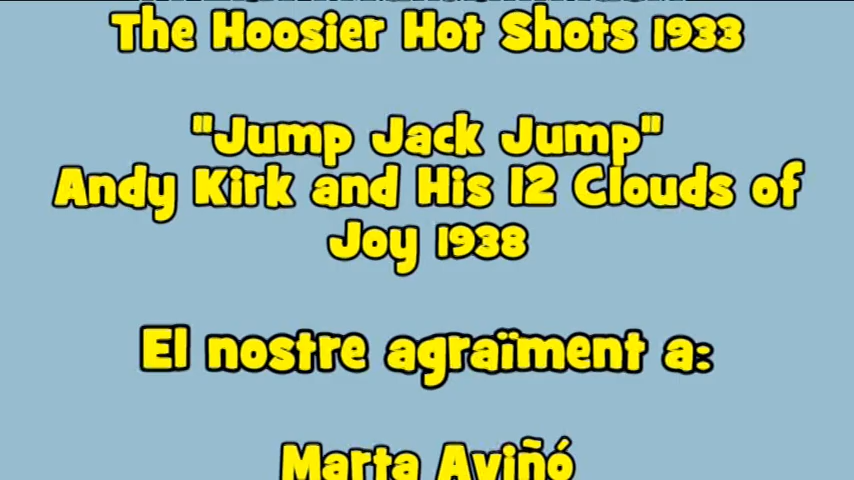 The Hoosier Hot Shots 1933
"Jump Jack Jump"
Andy Kirk and His 12 Clouds of
Joy 1938
El nostre agraïment a:
Marta Aviñó